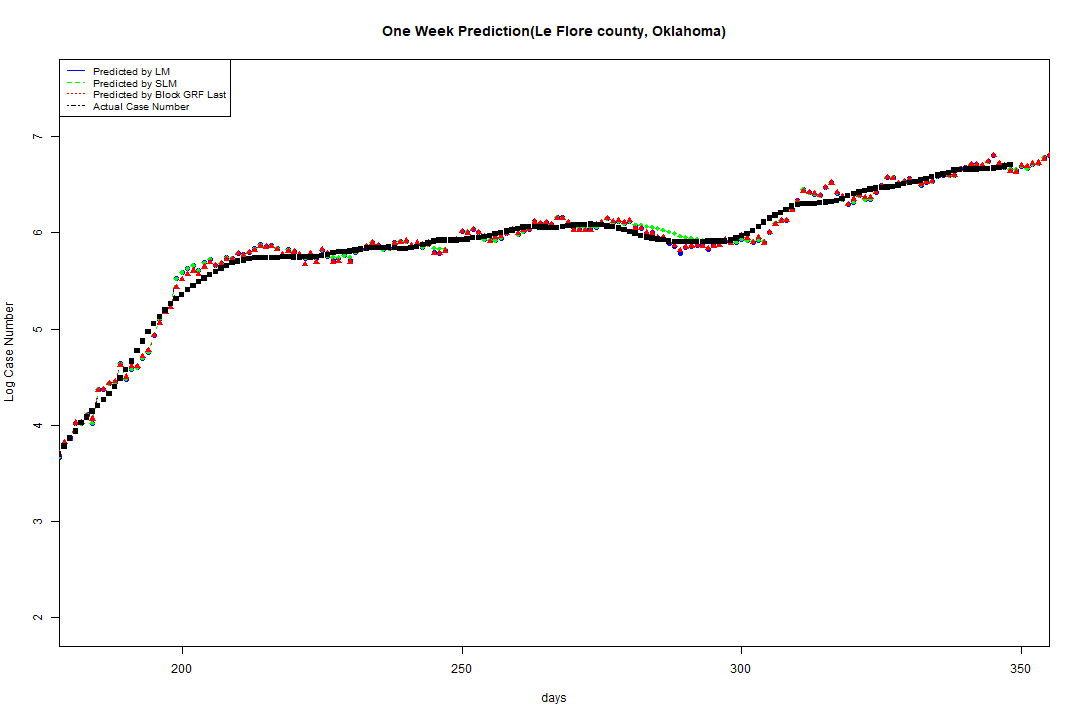 One Week Prediction(Le Flore county, Oklahoma)
Predicted by LM
Predicted by SLM
Predicted by Block GRF Last
Actual Case Number
7
6
5
4
3
2
Log Case Number
200 250 300 350
days